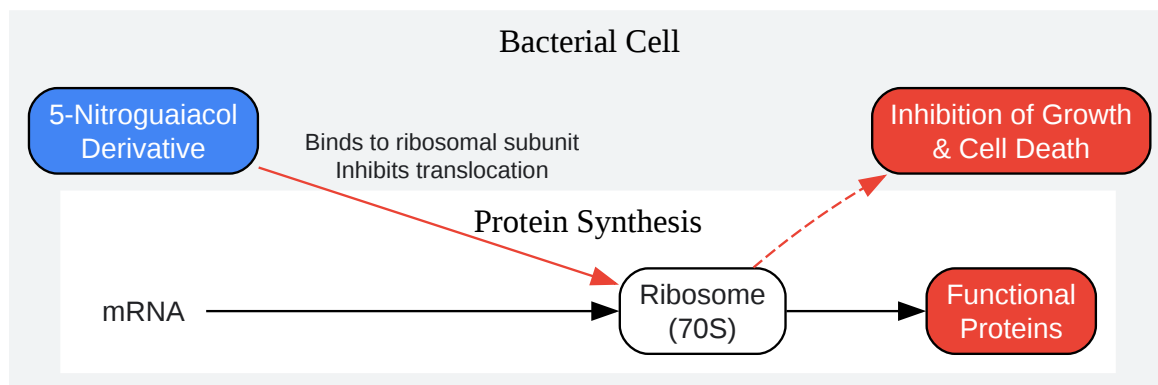 Bacterial Cell
5-Nitroguaiacol
Derivative
Binds to ribosomal subunit
Inhibits translocation
Inhibition of Growth
& Cell Death
Protein Synthesis
mRNA
Ribosome
(70S)
Functional
Proteins